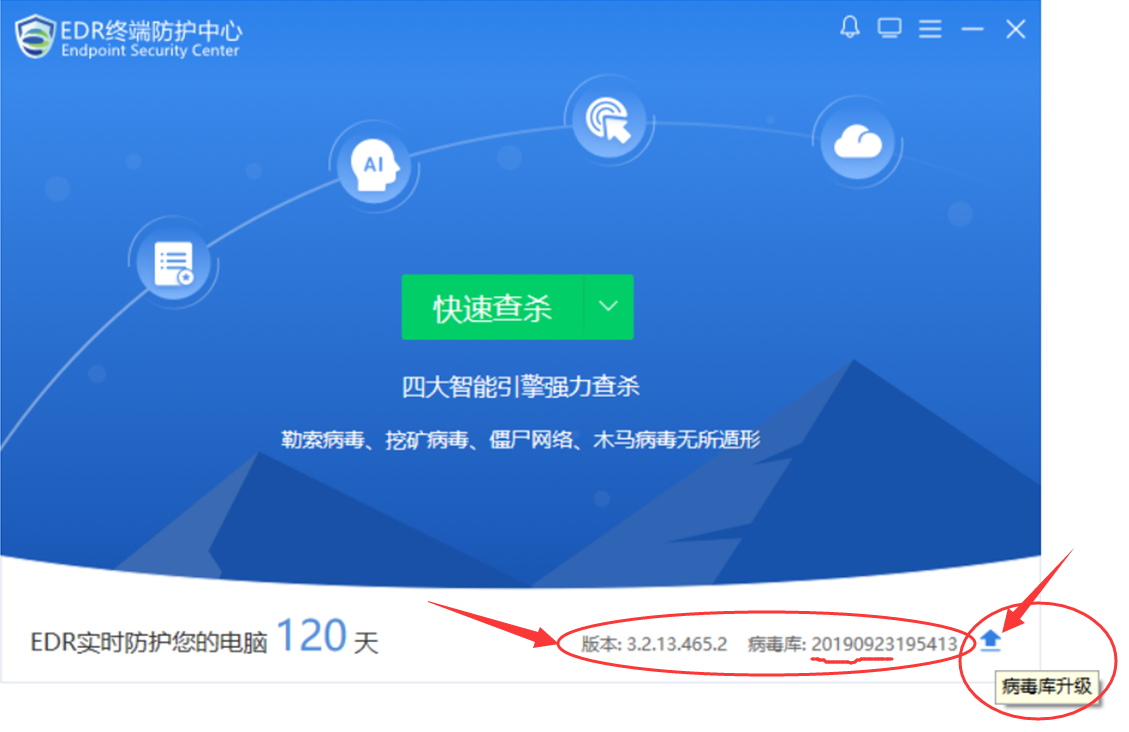 EDR终端防护中心
Endpoint Security Center
AI
快速查杀
四大智能引擎强力查杀
勒索病毒、挖矿病毒、僵尸网络、木马病毒无所遁形
EDR实时防护您的电脑 120 天
版本: 3.2.13.465.2 病毒库: 20190923195413
病毒库升级